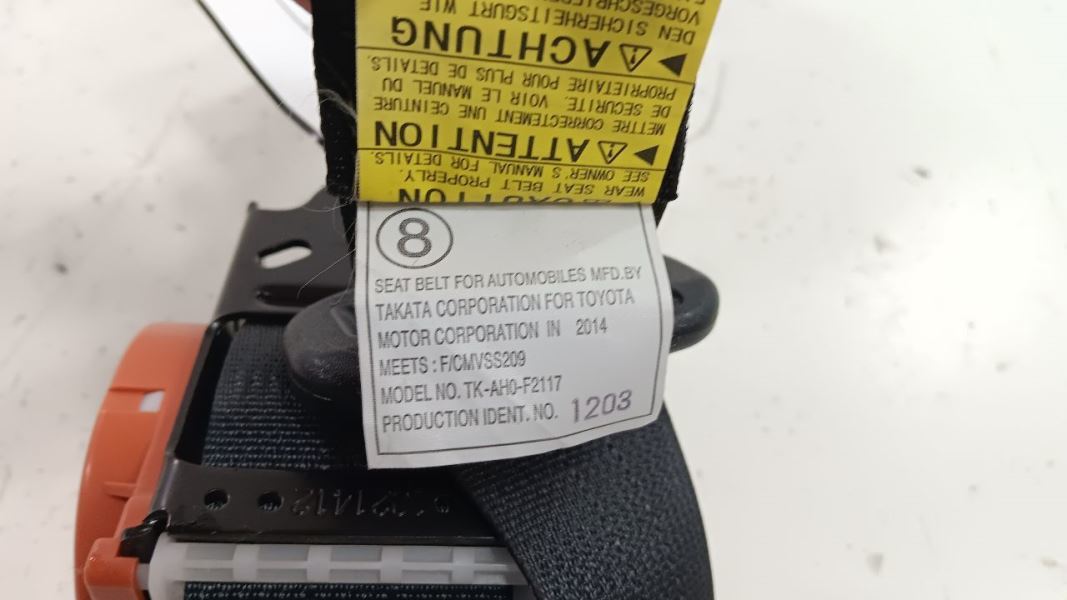 8
SEAT BELT FOR AUTOMOBILES MFD.BY
TAKATA CORPORATION FOR TOYOTA
MOTOR CORPORATION IN 2014
MEETS : F/CMVSS209
MODEL NO. TK-AH0-F2117
PRODUCTION IDENT. NO. 1203
CAUTION
WEAR SEAT BELT PROPERLY.
SEE OWNER'S MANUAL FOR DETAILS.
ATTENTION
METTRE CORRECTEMENT UNE CEINTURE
DE SECURITE. VOIR LE MANUEL DU
PROPRIETAIRE POUR PLUS DE DETAILS.
ACHTUNG
DEN SICHERHEITSGURT WIE